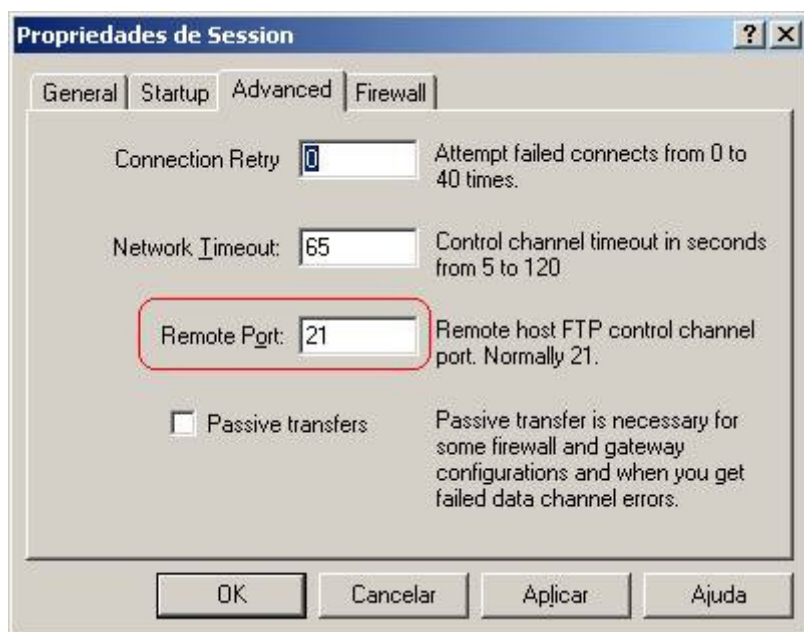 Propriedades de Session
General Startup Advanced Firewall
Connection Retry 0 Attempt failed connects from 0 to
40 times.
Network Timeout: 65 Control channel timeout in seconds
from 5 to 120
Remote Port: 21 Remote host FTP control channel
port. Normally 21.
Passive transfers Passive transfer is necessary for
some firewall and gateway
configurations and when you get
failed data channel errors.
OK Cancelar Aplicar Ajuda